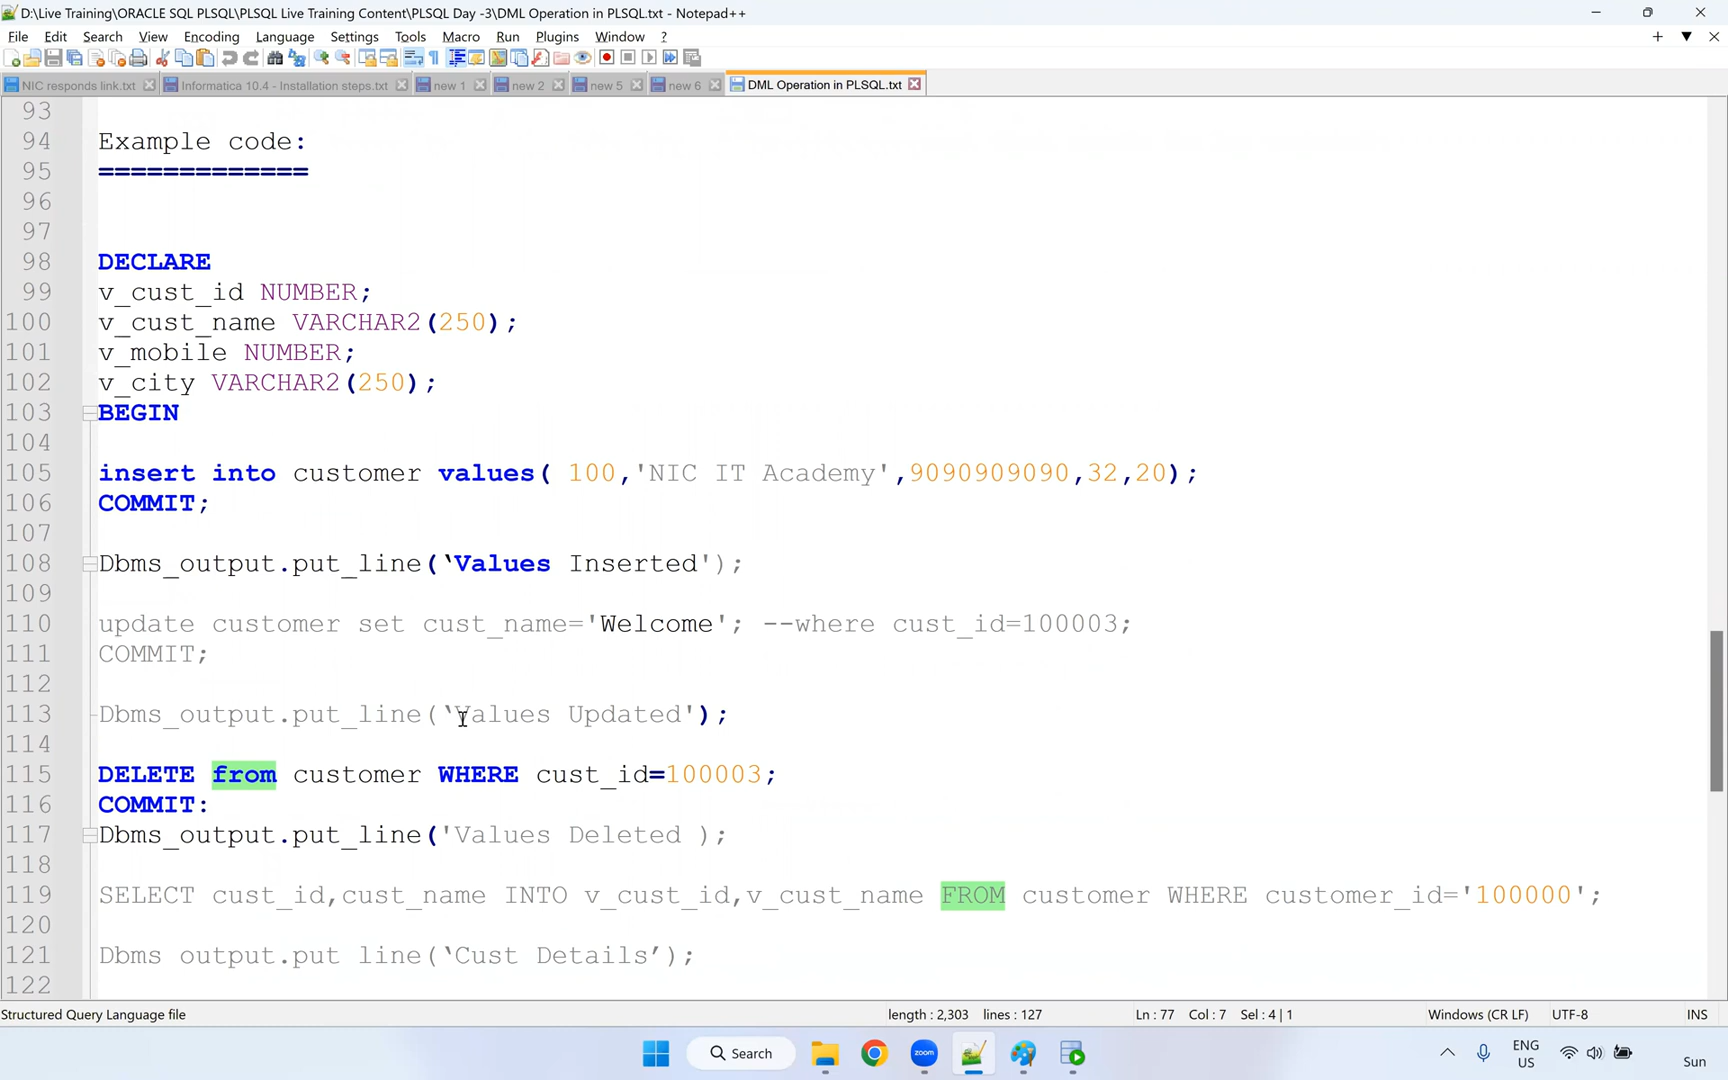 D:\Live Training\ORACLE SQL PLSQL\PLSQL Live Training Content\PLSQL Day -3\DML Operation in PLSQL.txt - Notepad++
File Edit Search View Encoding Language Settings Tools Macro Run Plugins Window ?
NIC responds link.txt Informatica 10.4 - Installation steps.txt new 1 new 2 new 5 new 6 DML Operation in PLSQL.txt
93
94 Example code:
95 =============
96
97
98 DECLARE
99 v_cust_id NUMBER;
100 v_cust_name VARCHAR2(250);
101 v_mobile NUMBER;
102 v_city VARCHAR2(250);
103 BEGIN
104
105 insert into customer values( 100,'NIC IT Academy',9090909090,32,20);
106 COMMIT;
107
108 Dbms_output.put_line(‘Values Inserted');
109
110 update customer set cust_name='Welcome'; --where cust_id=100003;
111 COMMIT;
112
113 Dbms_output.put_line(‘Values Updated');
114
115 DELETE from customer WHERE cust_id=100003;
116 COMMIT:
117 Dbms_output.put_line('Values Deleted );
118
119 SELECT cust_id,cust_name INTO v_cust_id,v_cust_name FROM customer WHERE customer_id='100000';
120
121 Dbms_output.put_line(‘Cust Details’);
122
Structured Query Language file length : 2,303 lines : 127 Ln : 77 Col : 7 Sel : 4 | 1 Windows (CR LF) UTF-8 INS
Search zoom ENG US Sun